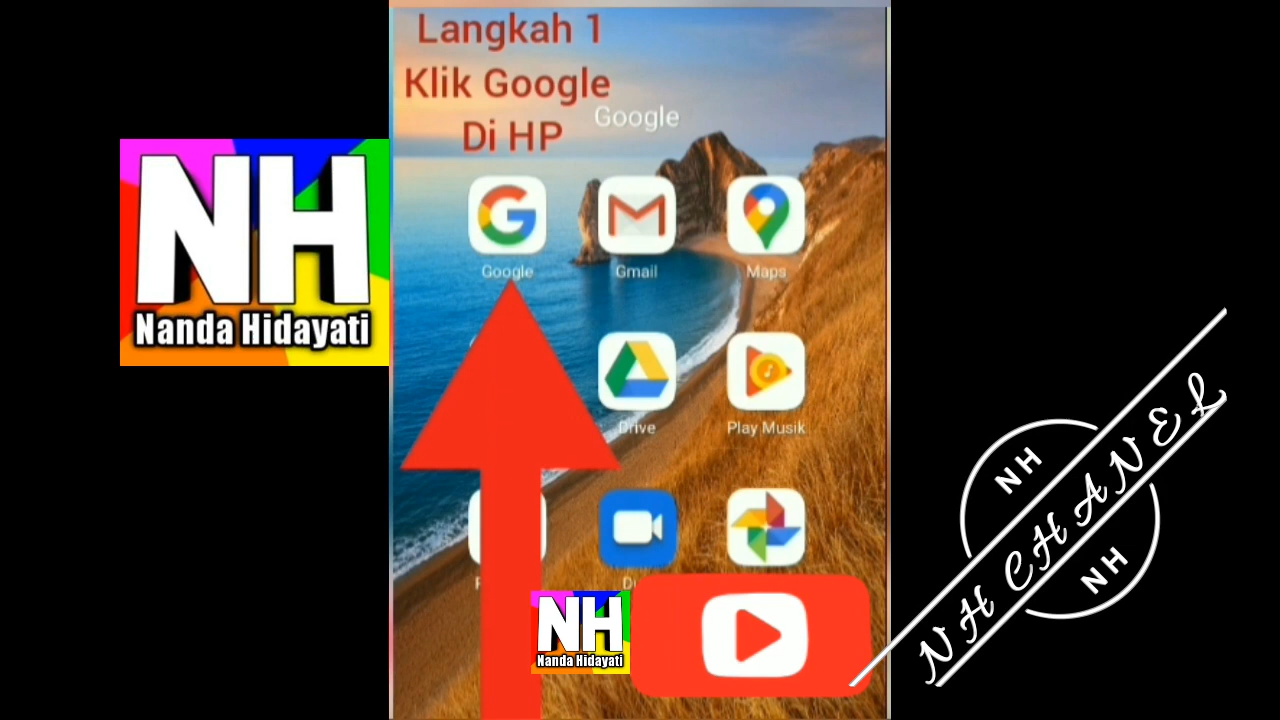 Langkah 1
Klik Google
Di HP
Google
NH
Nanda Hidayati
Google
Gmail
Maps
Drive
Play Musik
NH
Nanda Hidayati
NH
NH CHANEL
NH